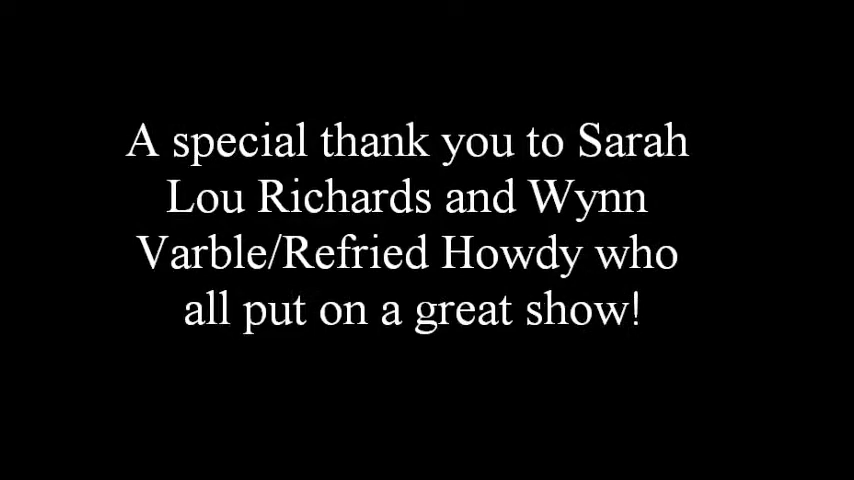 A special thank you to Sarah
Lou Richards and Wynn
Varble/Refried Howdy who
all put on a great show!